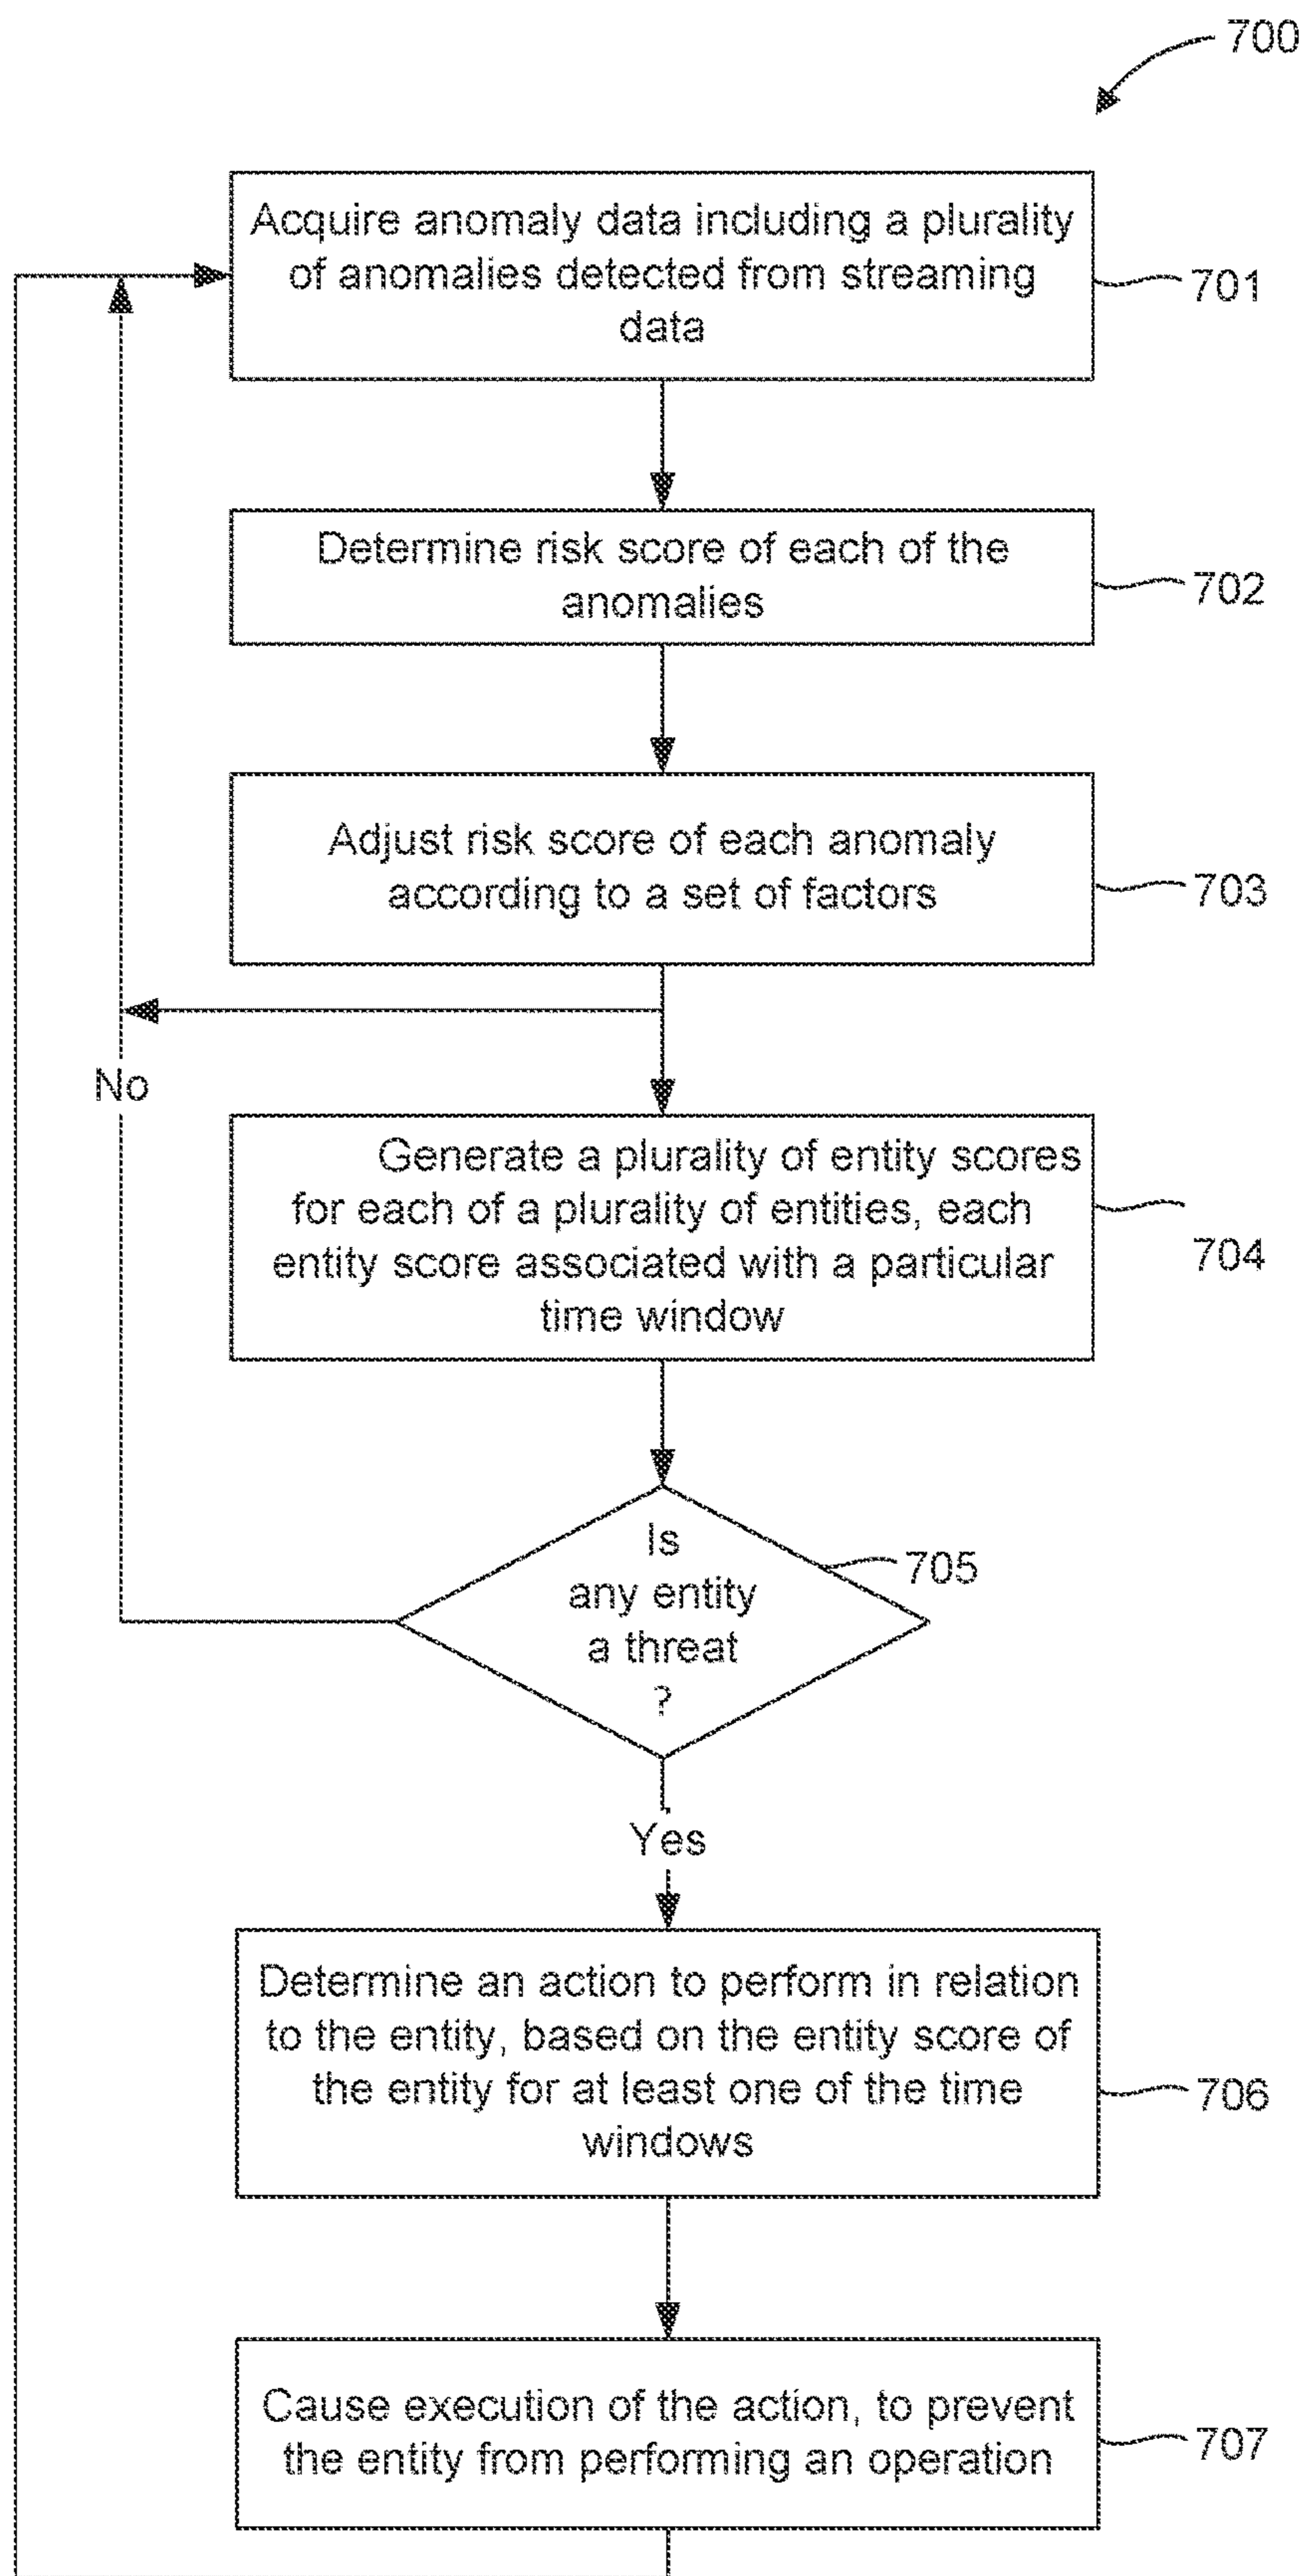 700
Acquire anomaly data including a plurality
of anomalies detected from streaming
data
701
Determine risk score of each of the
anomalies
702
Adjust risk score of each anomaly
according to a set of factors
703
No
Generate a plurality of entity scores
for each of a plurality of entities, each
entity score associated with a particular
time window
704
Is
any entity
a threat
?
705
Yes
Determine an action to perform in relation
to the entity, based on the entity score of
the entity for at least one of the time
windows
706
Cause execution of the action, to prevent
the entity from performing an operation
707